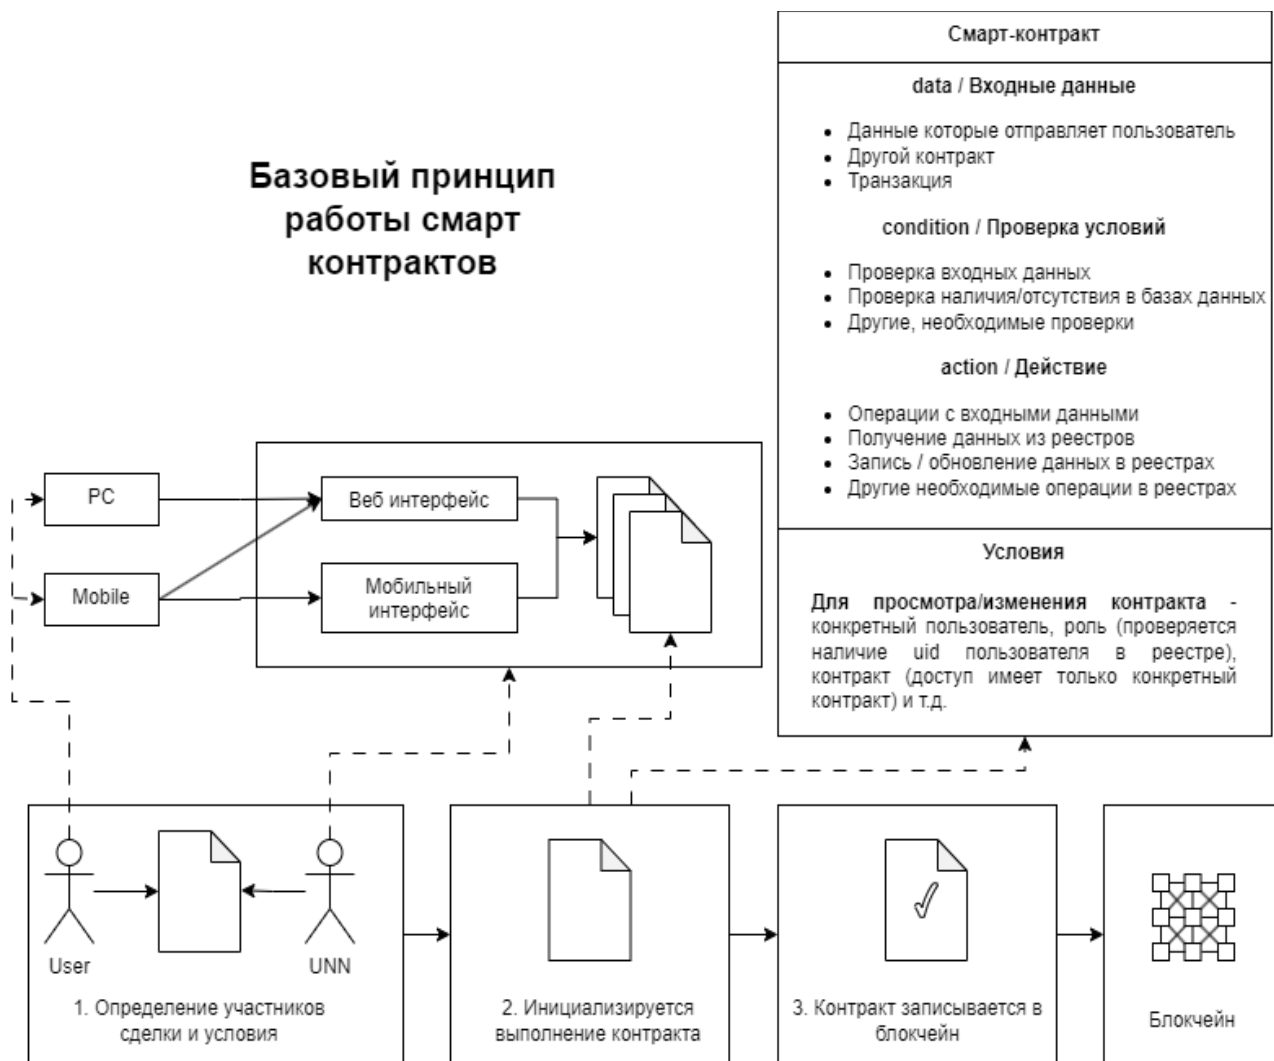 Базовый принцип
работы смарт
контрактов
Смарт-контракт
data / Входные данные
Данные которые отправляет пользователь
Другой контракт
Транзакция
condition / Проверка условий
Проверка входных данных
Проверка наличия/отсутствия в базах данных
Другие, необходимые проверки
action / Действие
Операции с входными данными
Получение данных из реестров
Запись / обновление данных в реестрах
Другие необходимые операции в реестрах
Условия
Для просмотра/изменения контракта -
конкретный пользователь, роль (проверяется
наличие uid пользователя в реестре),
контракт (доступ имеет только конкретный
контракт) и т.д.
PC
Mobile
Веб интерфейс
Мобильный
интерфейс
User
UNN
1. Определение участников
сделки и условия
2. Инициализируется
выполнение контракта
3. Контракт записывается в
блокчейн
Блокчейн